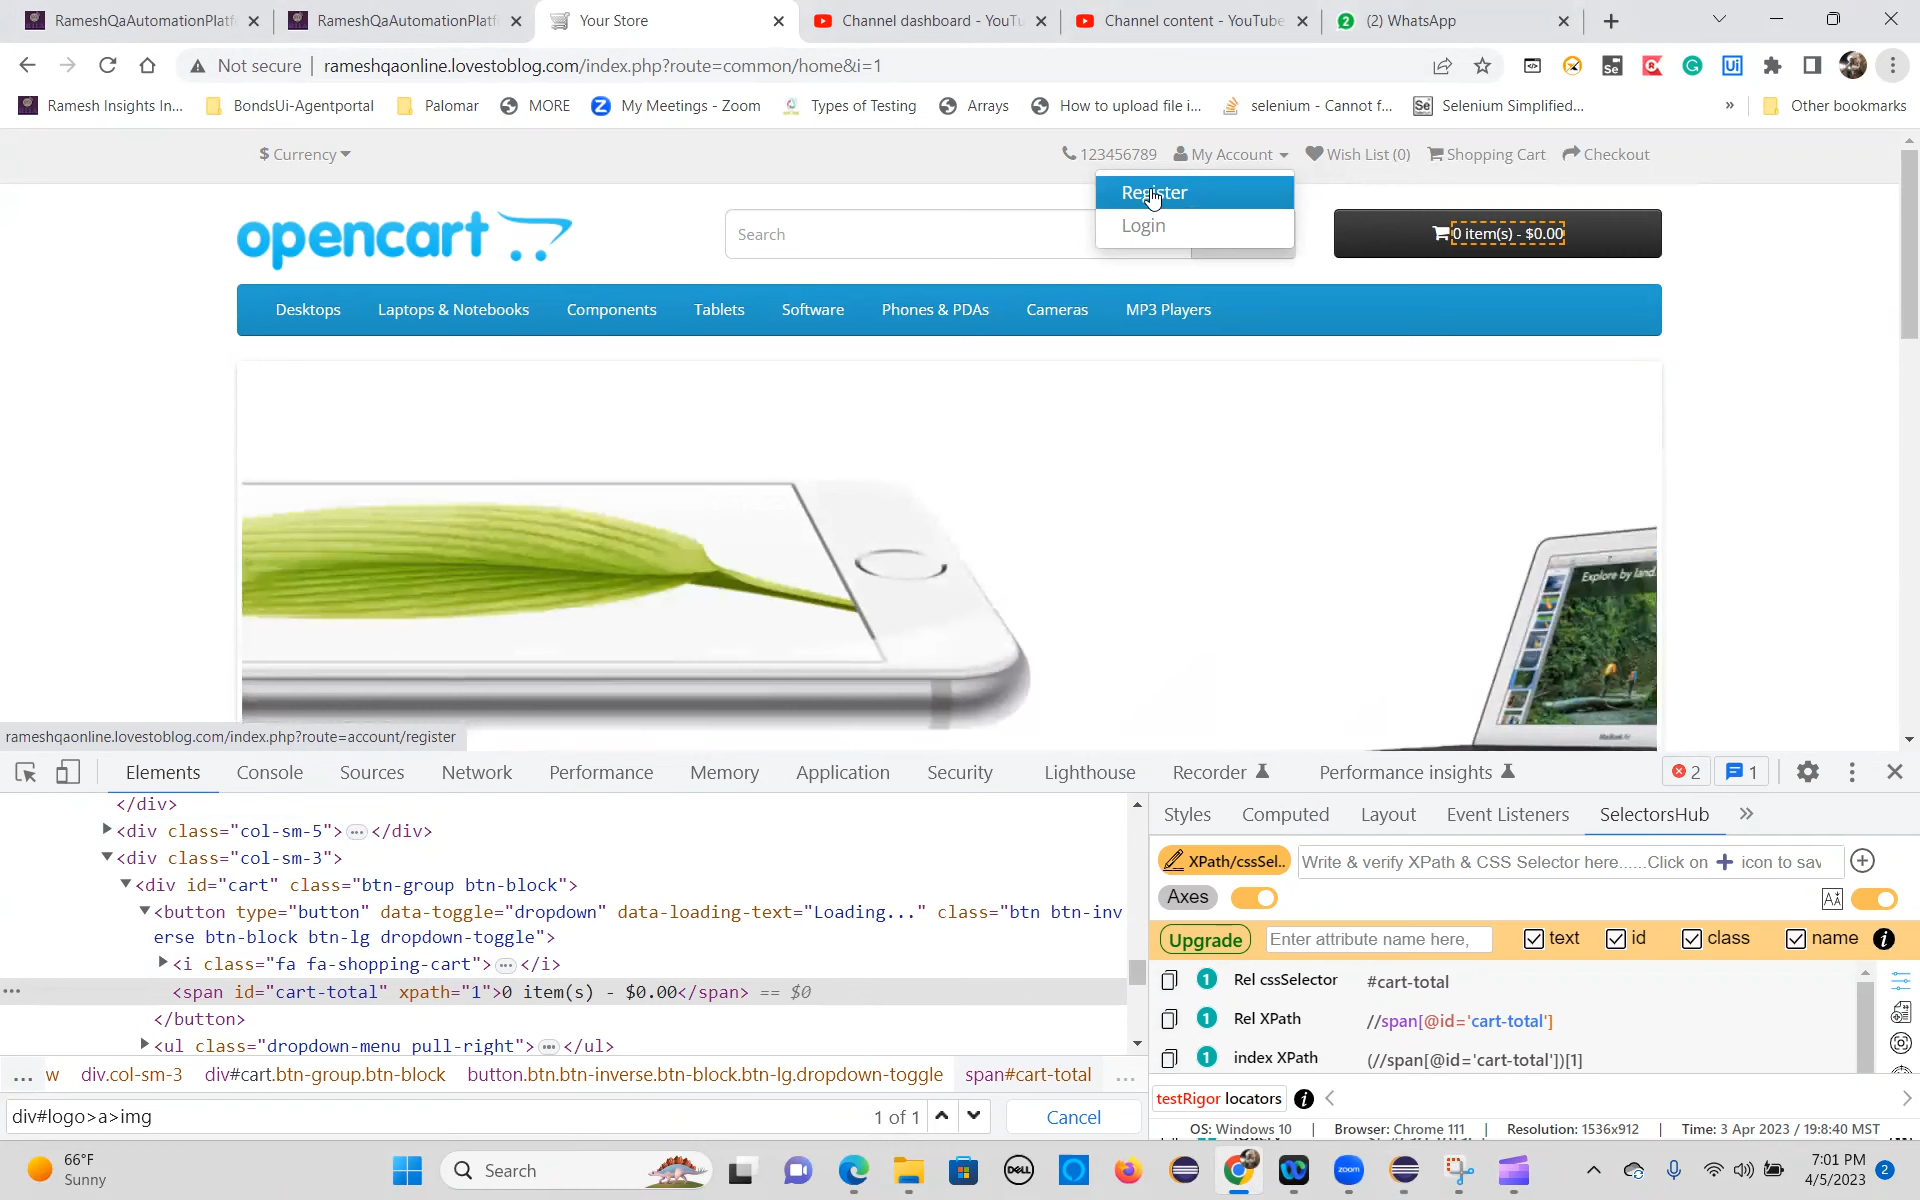 RameshQaAutomationPlatf
RameshQaAutomationPlatf
Your Store
Channel dashboard - YouTu
Channel content - YouTube
(2) WhatsApp
Not secure
rameshqaonline.lovestoblog.com/index.php?route=common/home&i=1
Ramesh Insights In...
BondsUi-Agentportal
Palomar
MORE
My Meetings - Zoom
Types of Testing
Arrays
How to upload file i...
selenium - Cannot f...
Selenium Simplified...
»
Other bookmarks
$ Currency
123456789
My Account
Wish List (0)
Shopping Cart
Checkout
Register
Login
opencart
Search
0 item(s) - $0.00
Desktops
Laptops & Notebooks
Components
Tablets
Software
Phones & PDAs
Cameras
MP3 Players
Explore by land.
MacBook Air
rameshqaonline.lovestoblog.com/index.php?route=account/register
Elements
Console
Sources
Network
Performance
Memory
Application
Security
Lighthouse
Recorder
Performance insights
2
1
</div>
<div class="col-sm-5"> … </div>
<div class="col-sm-3">
<div id="cart" class="btn-group btn-block">
<button type="button" data-toggle="dropdown" data-loading-text="Loading..." class="btn btn-inv
erse btn-block btn-lg dropdown-toggle">
<i class="fa fa-shopping-cart"> … </i>
<span id="cart-total" xpath="1">0 item(s) - $0.00</span> == $0
</button>
<ul class="dropdown-menu pull-right"> … </ul>
... w div.col-sm-3 div#cart.btn-group.btn-block button.btn.btn-inverse.btn-block.btn-lg.dropdown-toggle span#cart-total ...
div#logo>a>img
1 of 1
Cancel
Styles
Computed
Layout
Event Listeners
SelectorsHub
»
XPath/cssSel..
Write & verify XPath & CSS Selector here......Click on + icon to sav
Axes
Upgrade
Enter attribute name here,
text
id
class
name
1 Rel cssSelector #cart-total
1 Rel XPath //span[@id='cart-total']
1 index XPath (//span[@id='cart-total'])[1]
testRigor locators
OS: Windows 10 | Browser: Chrome 111 | Resolution: 1536x912 | Time: 3 Apr 2023 / 19:8:40 MST
66°F
Sunny
Search
DELL
zoom
7:01 PM
4/5/2023
2